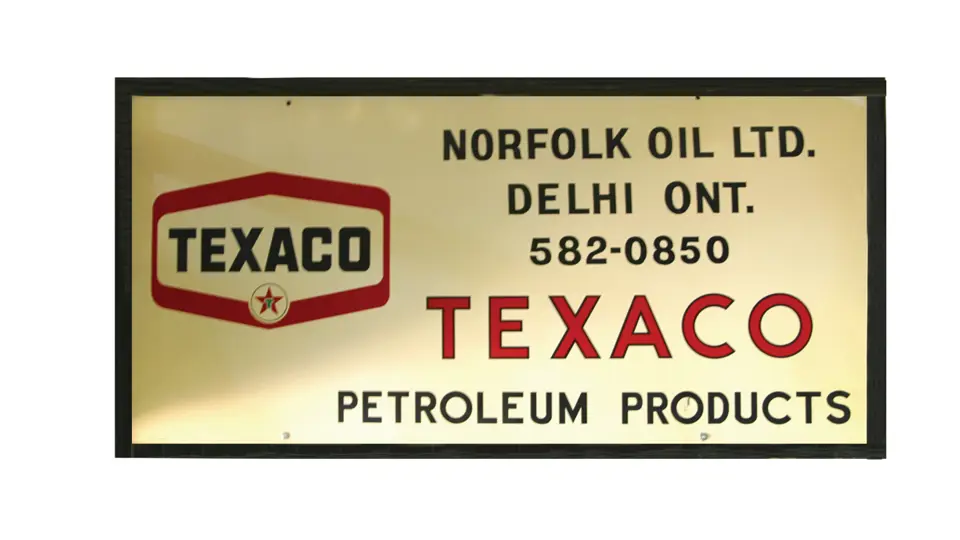 TEXACO
T
NORFOLK OIL LTD.
DELHI ONT.
582-0850
TEXACO
PETROLEUM PRODUCTS